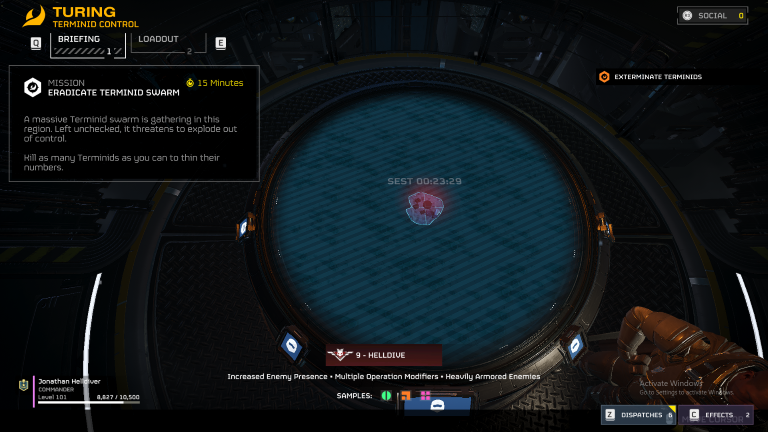 TURING
TERMINID CONTROL
Q
BRIEFING
1
LOADOUT
2
E
SOCIAL 0
MISSION
15 Minutes
ERADICATE TERMINID SWARM
A massive Terminid swarm is gathering in this
region. Left unchecked, it threatens to explode out
of control.
Kill as many Terminids as you can to thin their
numbers.
EXTERMINATE TERMINIDS
SEST 00:23:29
9 - HELLDIVE
Increased Enemy Presence • Multiple Operation Modifiers • Heavily Armored Enemies
SAMPLES:
Jonathan Helldiver
COMMANDER
Level 101 8,827 / 10,500
Activate Windows
Go to Settings to activate Windows.
Z DISPATCHES 6
C EFFECTS 2
CURSOR